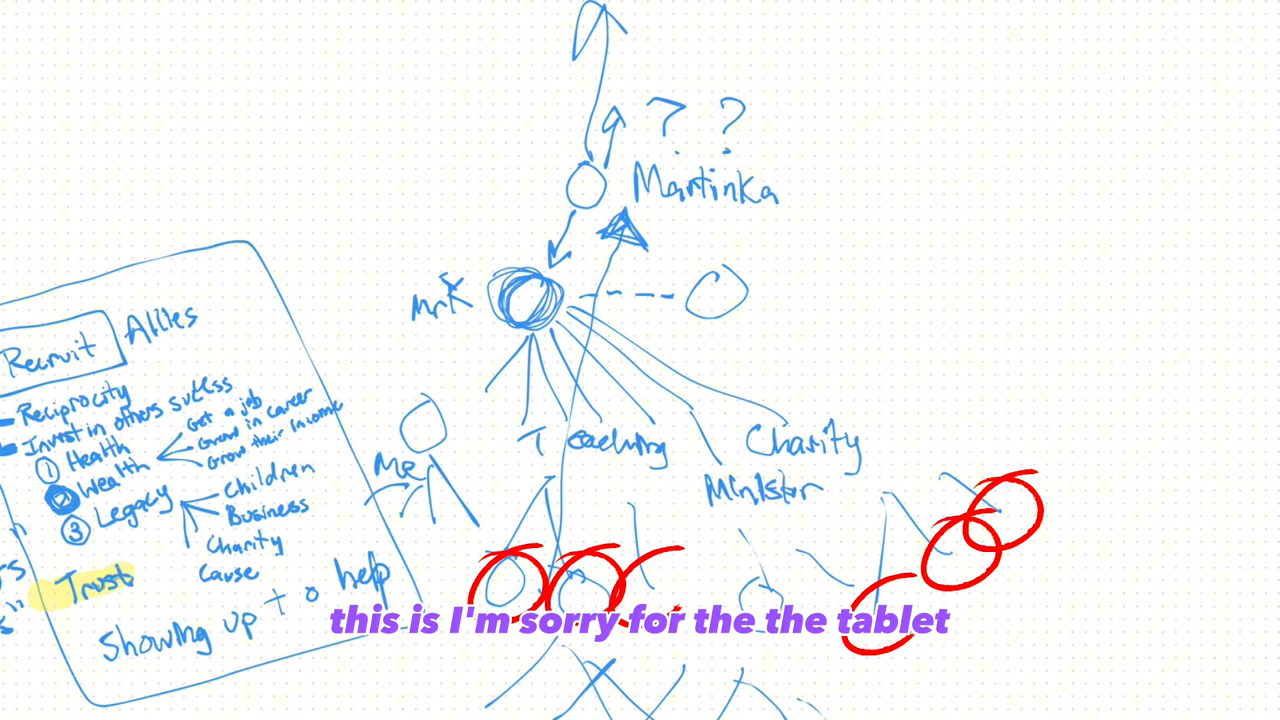 ? ?
Martinka
Mr K
Recruit Allies
Reciprocity
Invest in others sucess
① Health
Get a job
Grow in career
Grow their income
② Wealth
③ Legacy
Children
Business
Charity
Cause
Trust
Showing up to help
Me
Teaching
Charity
Minister
this is I'm sorry for the the tablet